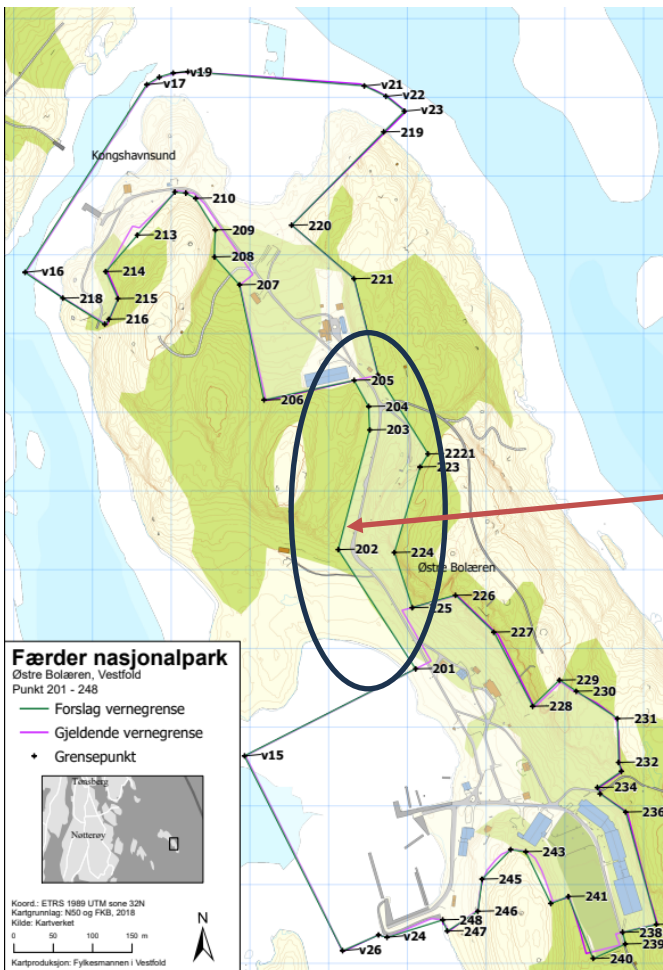 v19
v17
v21
v22
v23
219
Kongshavnsund
210
220
209
213
208
v16
214
221
207
218
215
216
205
206
204
203
2221
223
202
224
Østre Bolæren
226
225
227
201
229
230
228
231
v15
232
234
236
243
245
241
246
248
247
v24
238
239
v26
240
Færder nasjonalpark
Østre Bolæren, Vestfold
Punkt 201 - 248
Forslag vernegrense
Gjeldende vernegrense
Grensepunkt
Tønsberg
Nøtterøy
Koord.: ETRS 1989 UTM sone 32N
Kartgrunnlag: N50 og FKB, 2018
Kilde: Kartverket
N
0 50 100 150 m
Kartproduksjon: Fylkesmannen i Vestfold